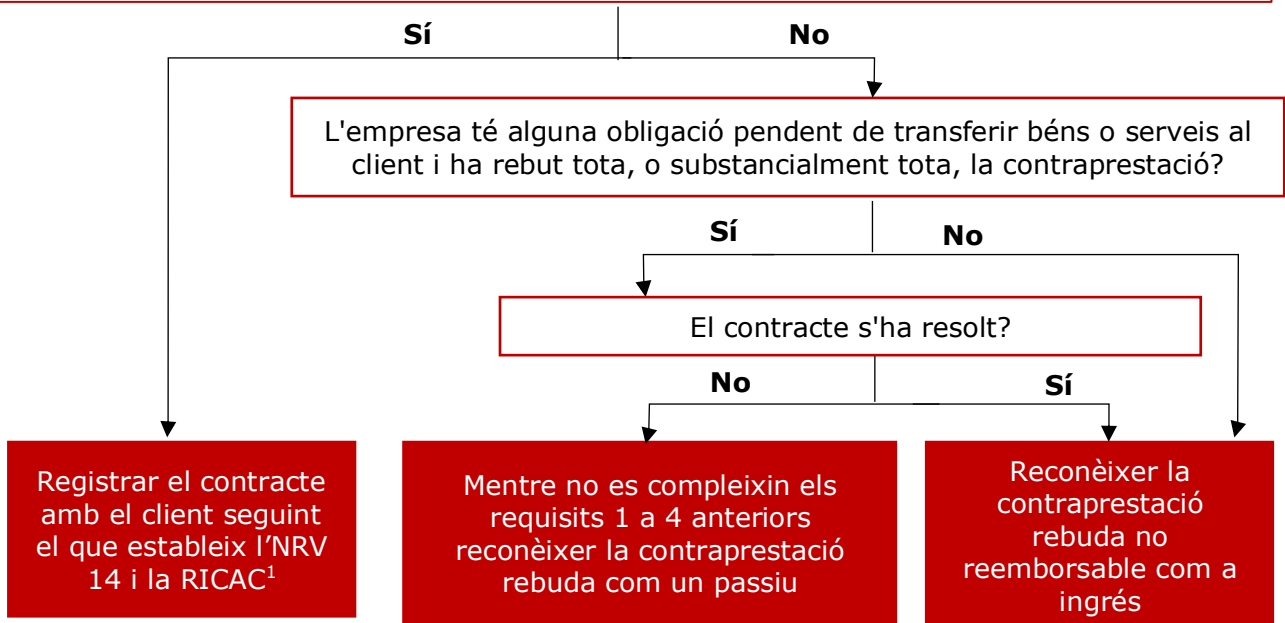 Sí
No
L'empresa té alguna obligació pendent de transferir béns o serveis al
client i ha rebut tota, o substancialment tota, la contraprestació?
Sí
No
El contracte s'ha resolt?
No
Sí
Registrar el contracte
amb el client seguint
el que estableix l’NRV
14 i la RICAC¹
Mentre no es compleixin els
requisits 1 a 4 anteriors
reconèixer la contraprestació
rebuda com un passiu
Reconèixer la
contraprestació
rebuda no
reemborsable com a
ingrés